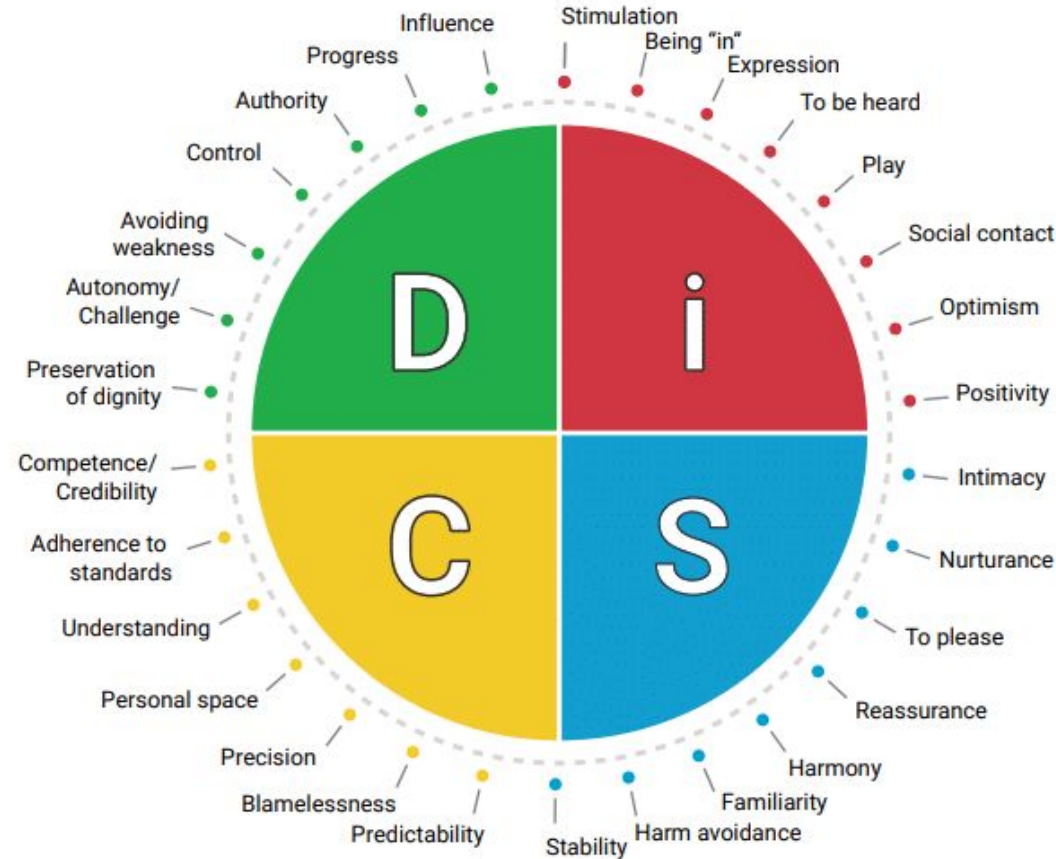 Influence
Progress
Authority
Control
Avoiding
weakness
Autonomy/
Challenge
Preservation
of dignity
Stimulation
Being “in“
Expression
To be heard
Play
Social contact
Optimism
Positivity
D
i
C
S
Competence/
Credibility
Adherence to
standards
Understanding
Personal space
Precision
Blamelessness
Predictability
Intimacy
Nurturance
To please
Reassurance
Harmony
Familiarity
Harm avoidance
Stability